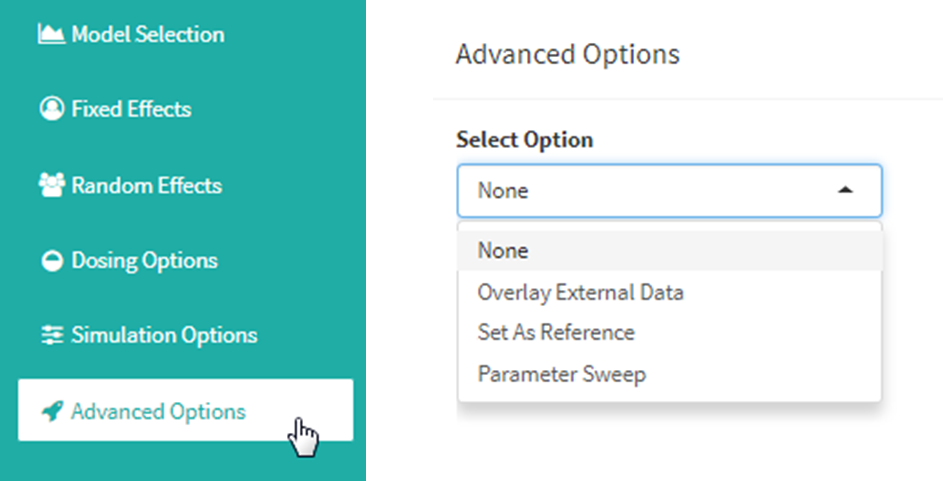 Model Selection
Fixed Effects
Random Effects
Dosing Options
Simulation Options
Advanced Options
Advanced Options
Select Option
None
None
Overlay External Data
Set As Reference
Parameter Sweep